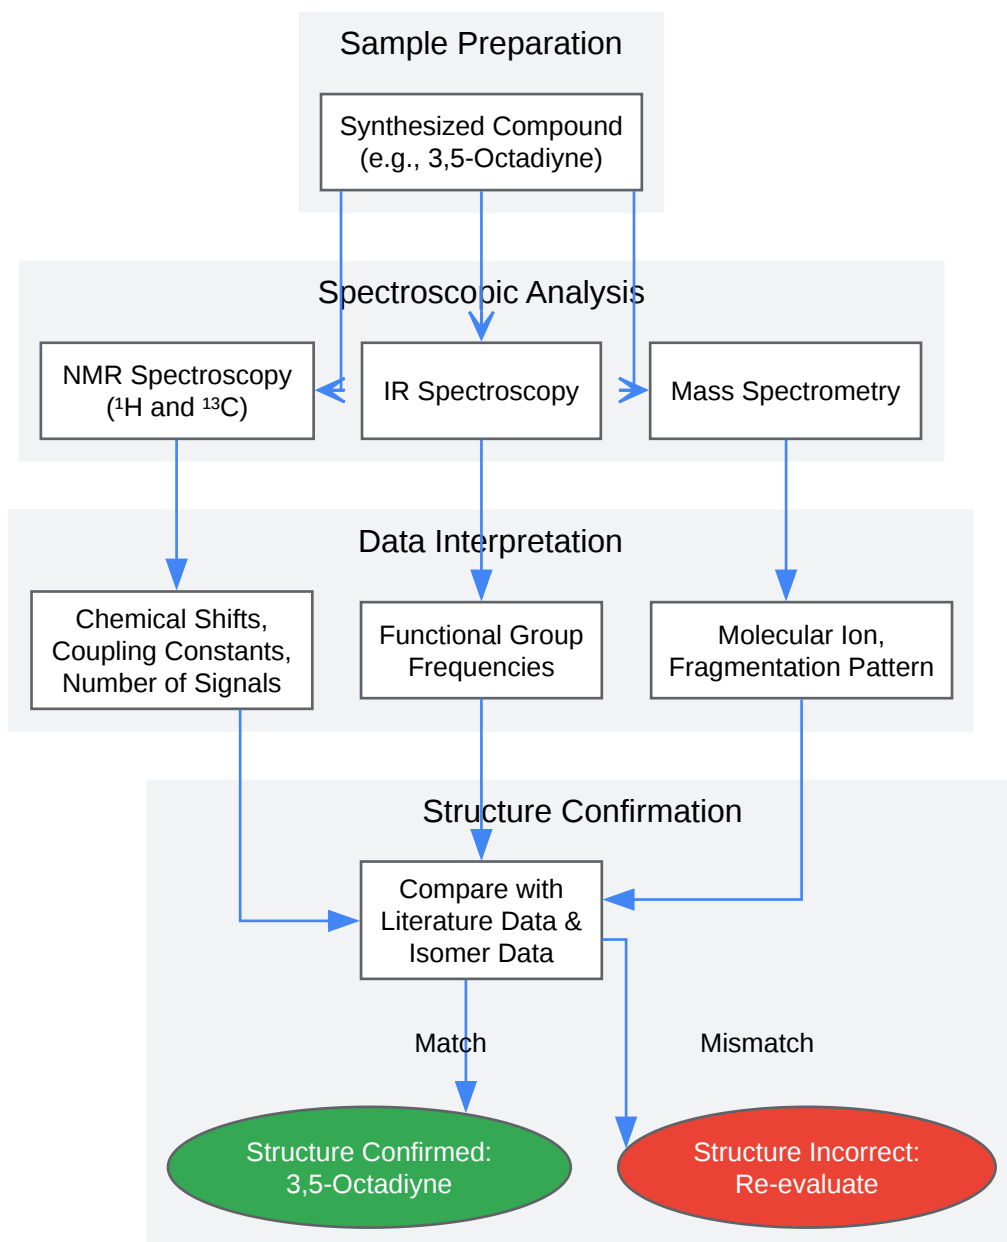 Sample Preparation
Synthesized Compound
(e.g., 3,5-Octadiyne)
Spectroscopic Analysis
NMR Spectroscopy
(¹H and ¹³C)
IR Spectroscopy
Mass Spectrometry
Data Interpretation
Chemical Shifts,
Coupling Constants,
Number of Signals
Functional Group
Frequencies
Molecular Ion,
Fragmentation Pattern
Structure Confirmation
Compare with
Literature Data &
Isomer Data
Match
Mismatch
Structure Confirmed:
3,5-Octadiyne
Structure Incorrect:
Re-evaluate